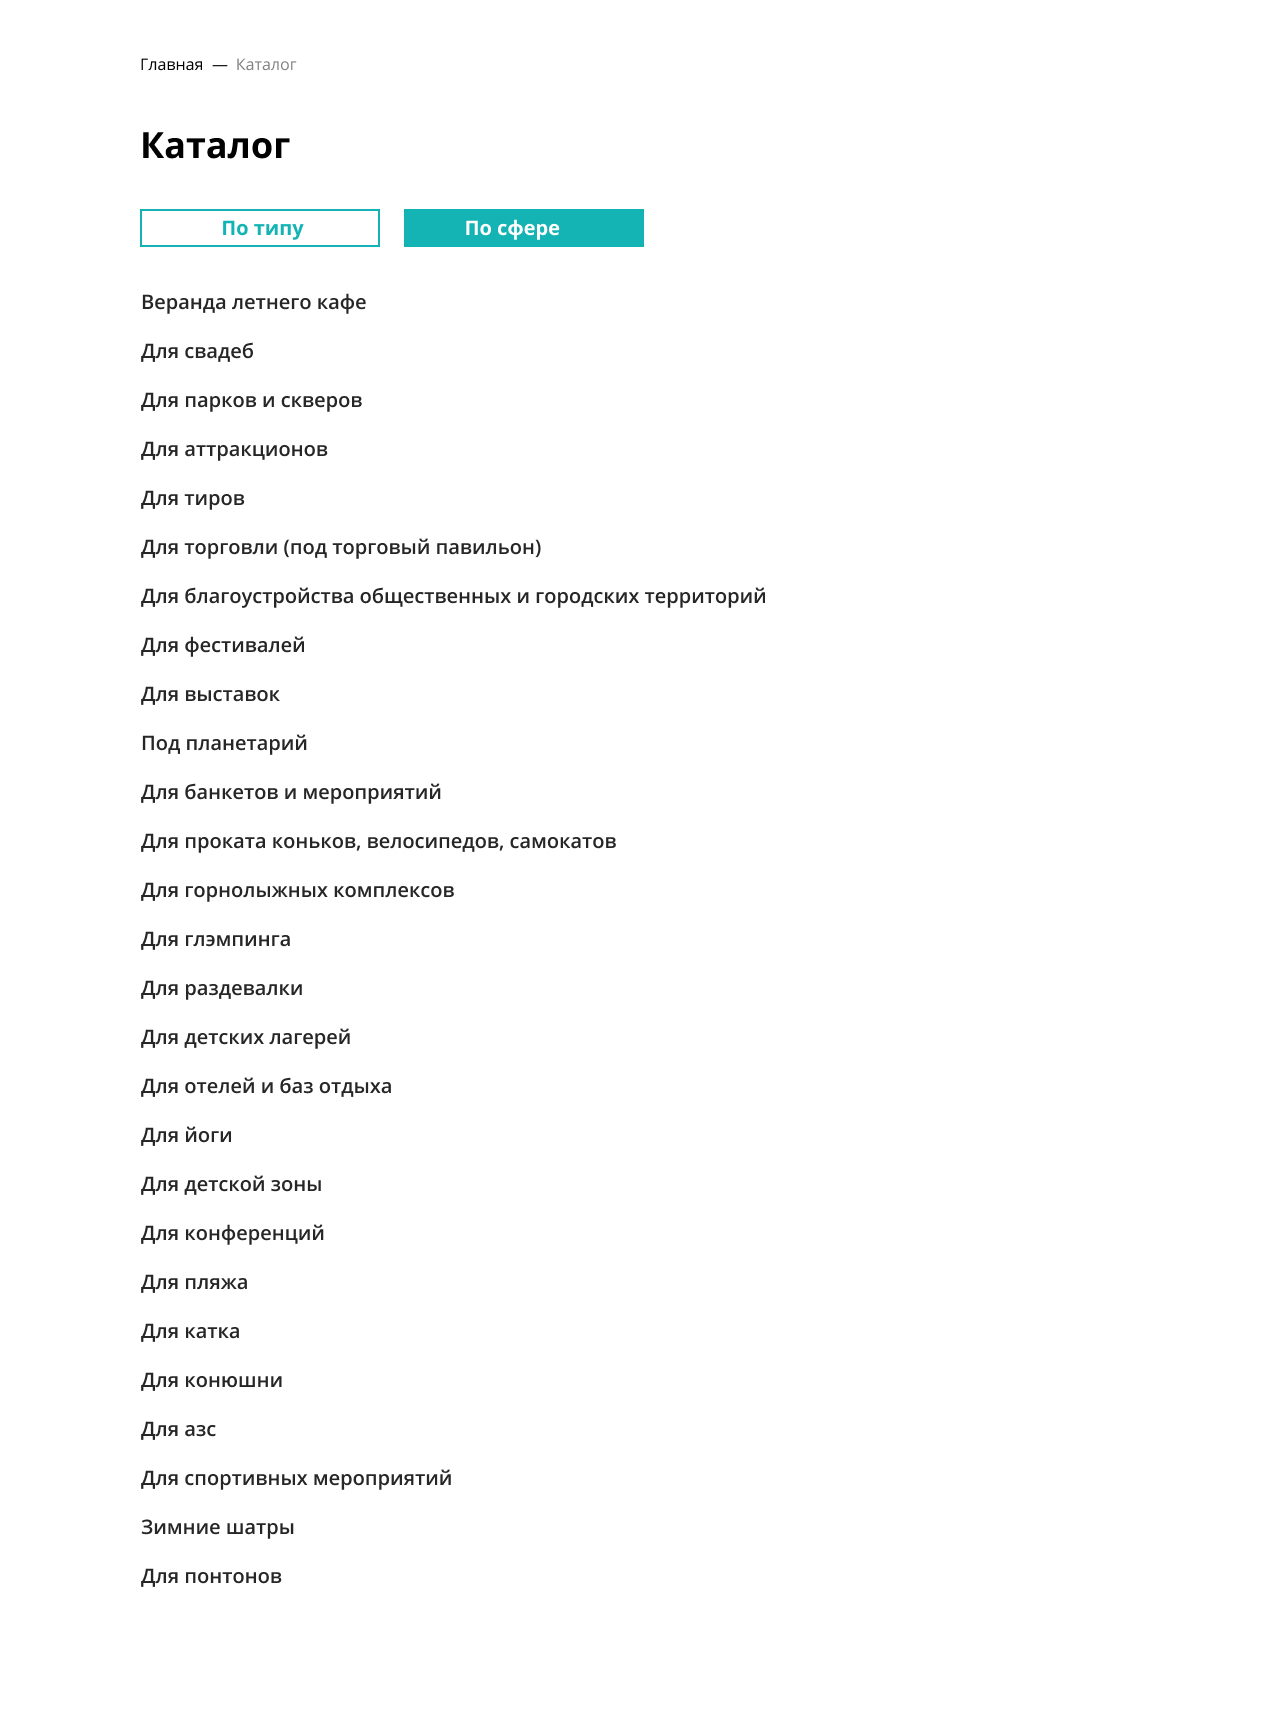 Главная — Каталог
Каталог
По типу По сфере
Веранда летнего кафе
Для свадеб
Для парков и скверов
Для аттракционов
Для тиров
Для торговли (под торговый павильон)
Для благоустройства общественных и городских территорий
Для фестивалей
Для выставок
Под планетарий
Для банкетов и мероприятий
Для проката коньков, велосипедов, самокатов
Для горнолыжных комплексов
Для глэмпинга
Для раздевалки
Для детских лагерей
Для отелей и баз отдыха
Для йоги
Для детской зоны
Для конференций
Для пляжа
Для катка
Для конюшни
Для азс
Для спортивных мероприятий
Зимние шатры
Для понтонов